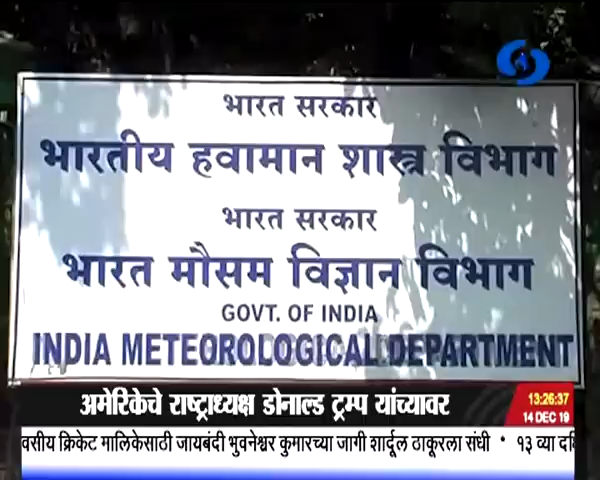 भारत सरकार
भारतीय हवामान शास्त्र विभाग
भारत सरकार
भारत मौसम विज्ञान विभाग
GOVT. OF INDIA
INDIA METEOROLOGICAL DEPARTMENT
अमेरिकेचे राष्ट्राध्यक्ष डोनाल्ड ट्रम्प यांच्यावर
13:26:37
14 DEC 19
क्रिकेट मालिकेसाठी जायबंदी भुवनेश्वर कुमारच्या जागी शार्दूल ठाकूरला संधी * १३ व्या